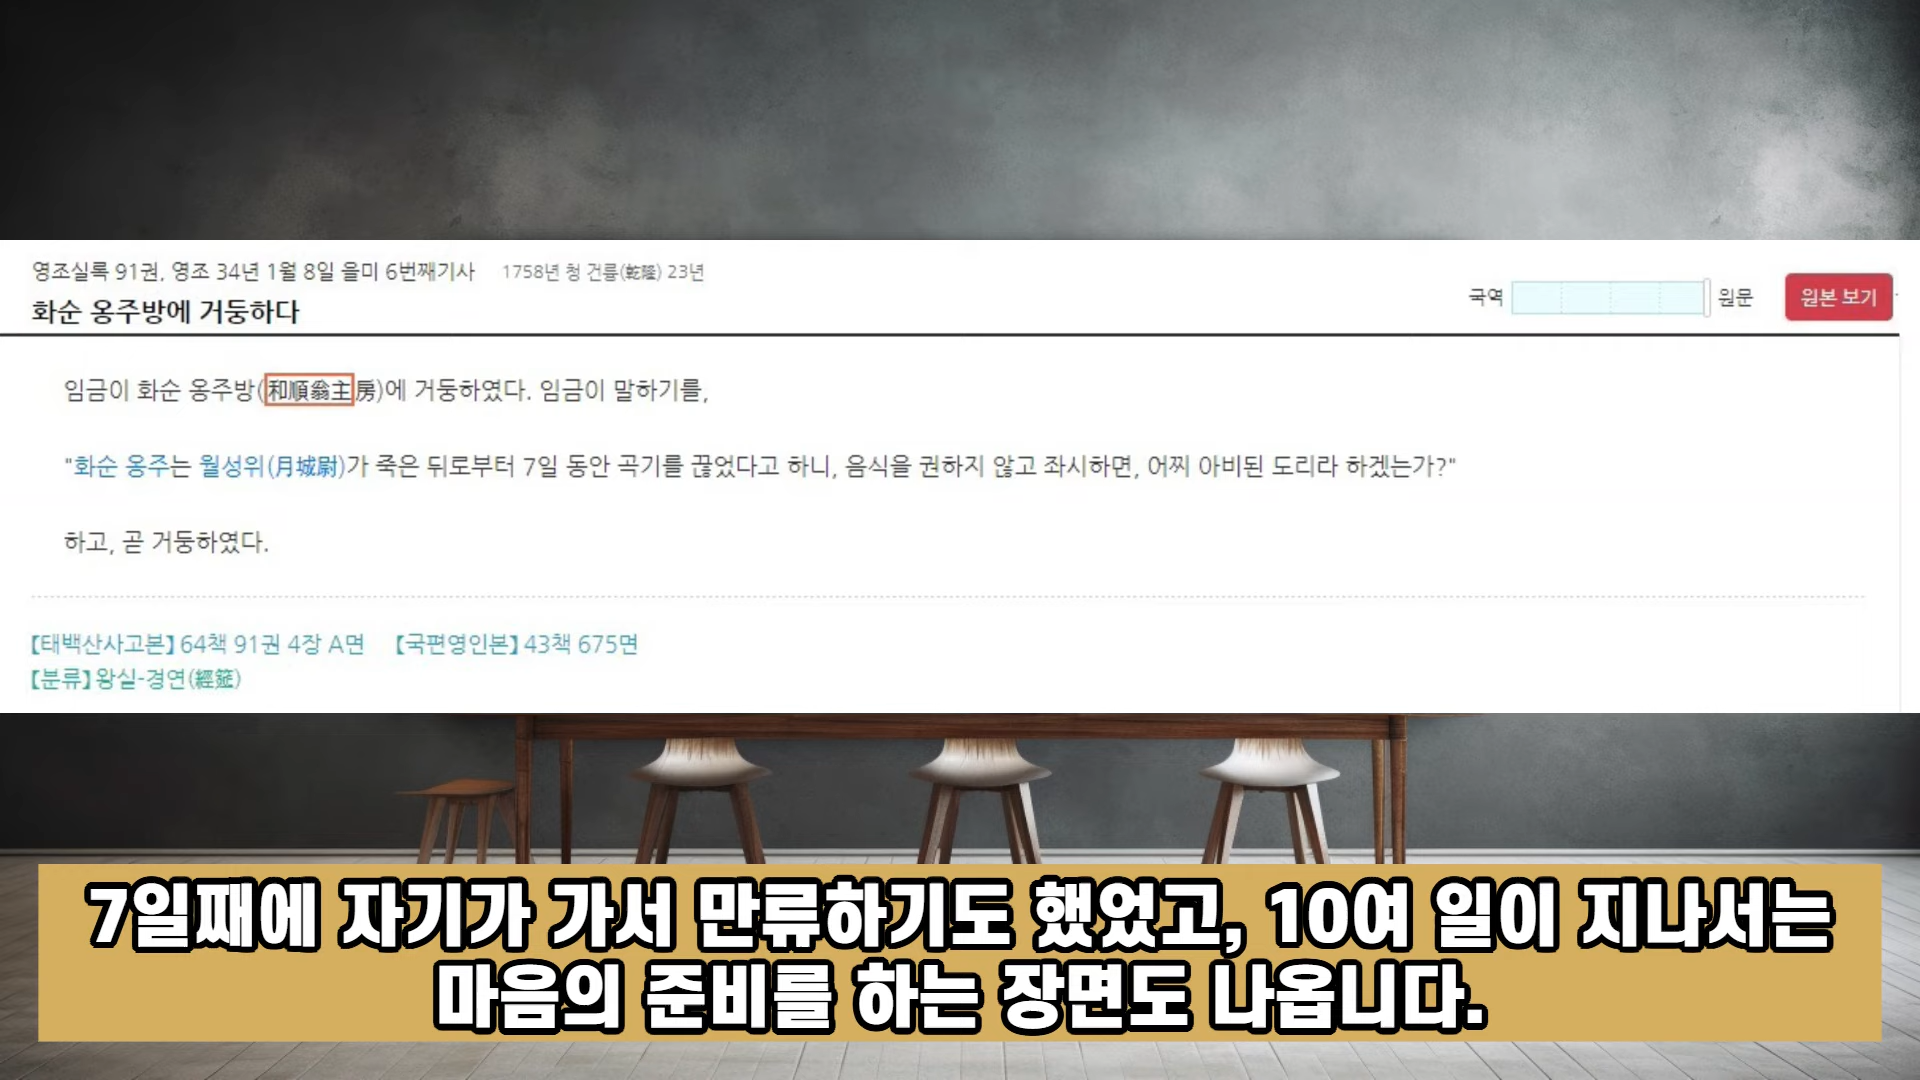 영조실록 91권, 영조 34년 1월 8일 을미 6번째기사 1758년 청 건륭(乾隆) 23년
화순 옹주방에 거둥하다
국역 원문 원본 보기
임금이 화순 옹주방(和順翁主房)에 거둥하였다. 임금이 말하기를,
"화순 옹주는 월성위(月城尉)가 죽은 뒤로부터 7일 동안 곡기를 끊었다고 하니, 음식을 권하지 않고 좌시하면, 어찌 아비된 도리라 하겠는가?"
하고, 곧 거둥하였다.
【태백산사고본】 64책 91권 4장 A면 【국편영인본】 43책 675면
【분류】 왕실-경연(經筵)
7일째에 자기가 가서 만류하기도 했었고, 10여 일이 지나서는
마음의 준비를 하는 장면도 나옵니다.